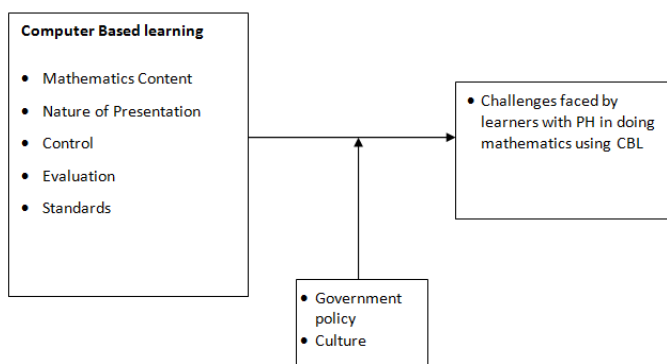 Computer Based learning
• Mathematics Content
• Nature of Presentation
• Control
• Evaluation
• Standards
• Challenges faced by
learners with PH in doing
mathematics using CBL
• Government
policy
• Culture